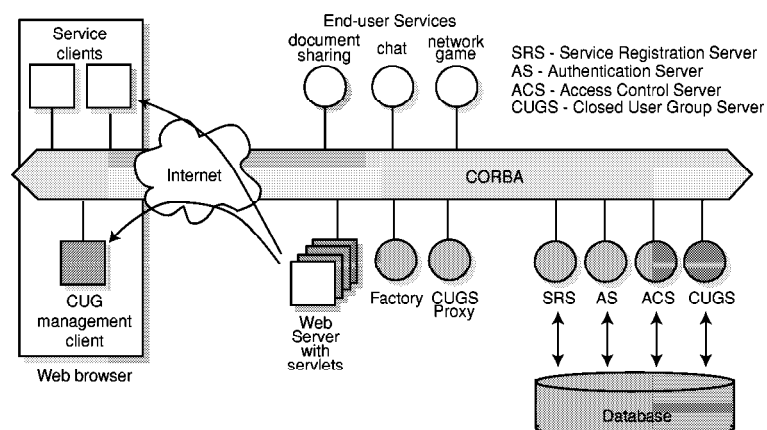 End-user Services
Service
clients
document
sharing
chat
network
game
SRS - Service Registration Server
AS - Authentication Server
ACS - Access Control Server
CUGS - Closed User Group Server
Internet
CORBA
CUG
management
client
Web browser
Web
Server
with
servlets
Factory
CUGS
Proxy
SRS
AS
ACS
CUGS
Database